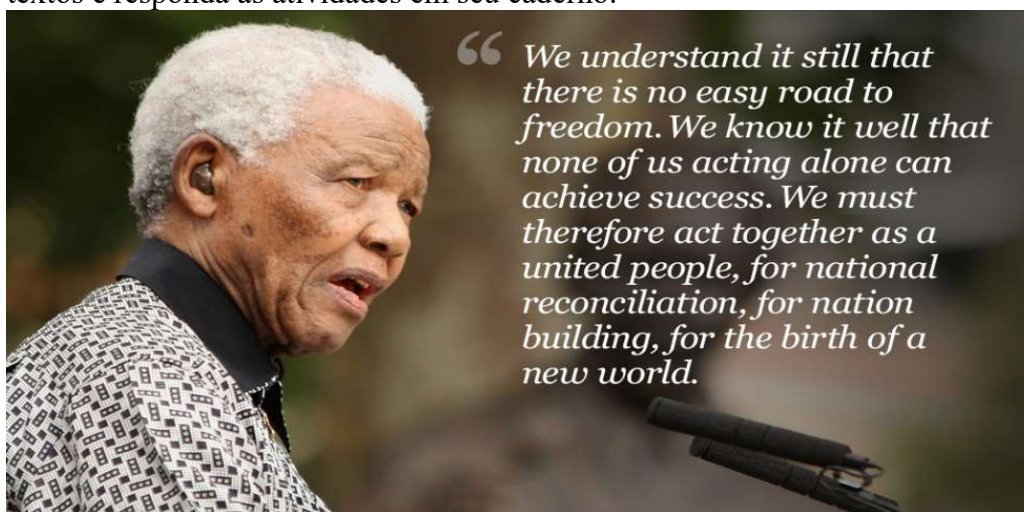 textos e responda as atividades em seu caderno.
“ We understand it still that
there is no easy road to
freedom. We know it well that
none of us acting alone can
achieve success. We must
therefore act together as a
united people, for national
reconciliation, for nation
building, for the birth of a
new world.